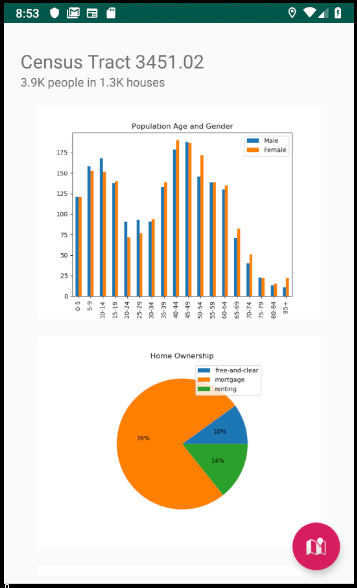 8:53
Census Tract 3451.02
3.9K people in 1.3K houses
Population Age and Gender
Male
Female
175
150
125
100
75
50
25
0
0-5 5-9 10-14 15-19 20-24 25-29 30-34 35-39 40-44 45-49 50-54 55-59 60-64 65-69 70-74 75-79 80-84 85+
Home Ownership
free-and-clear
mortgage
renting
76%
10%
14%